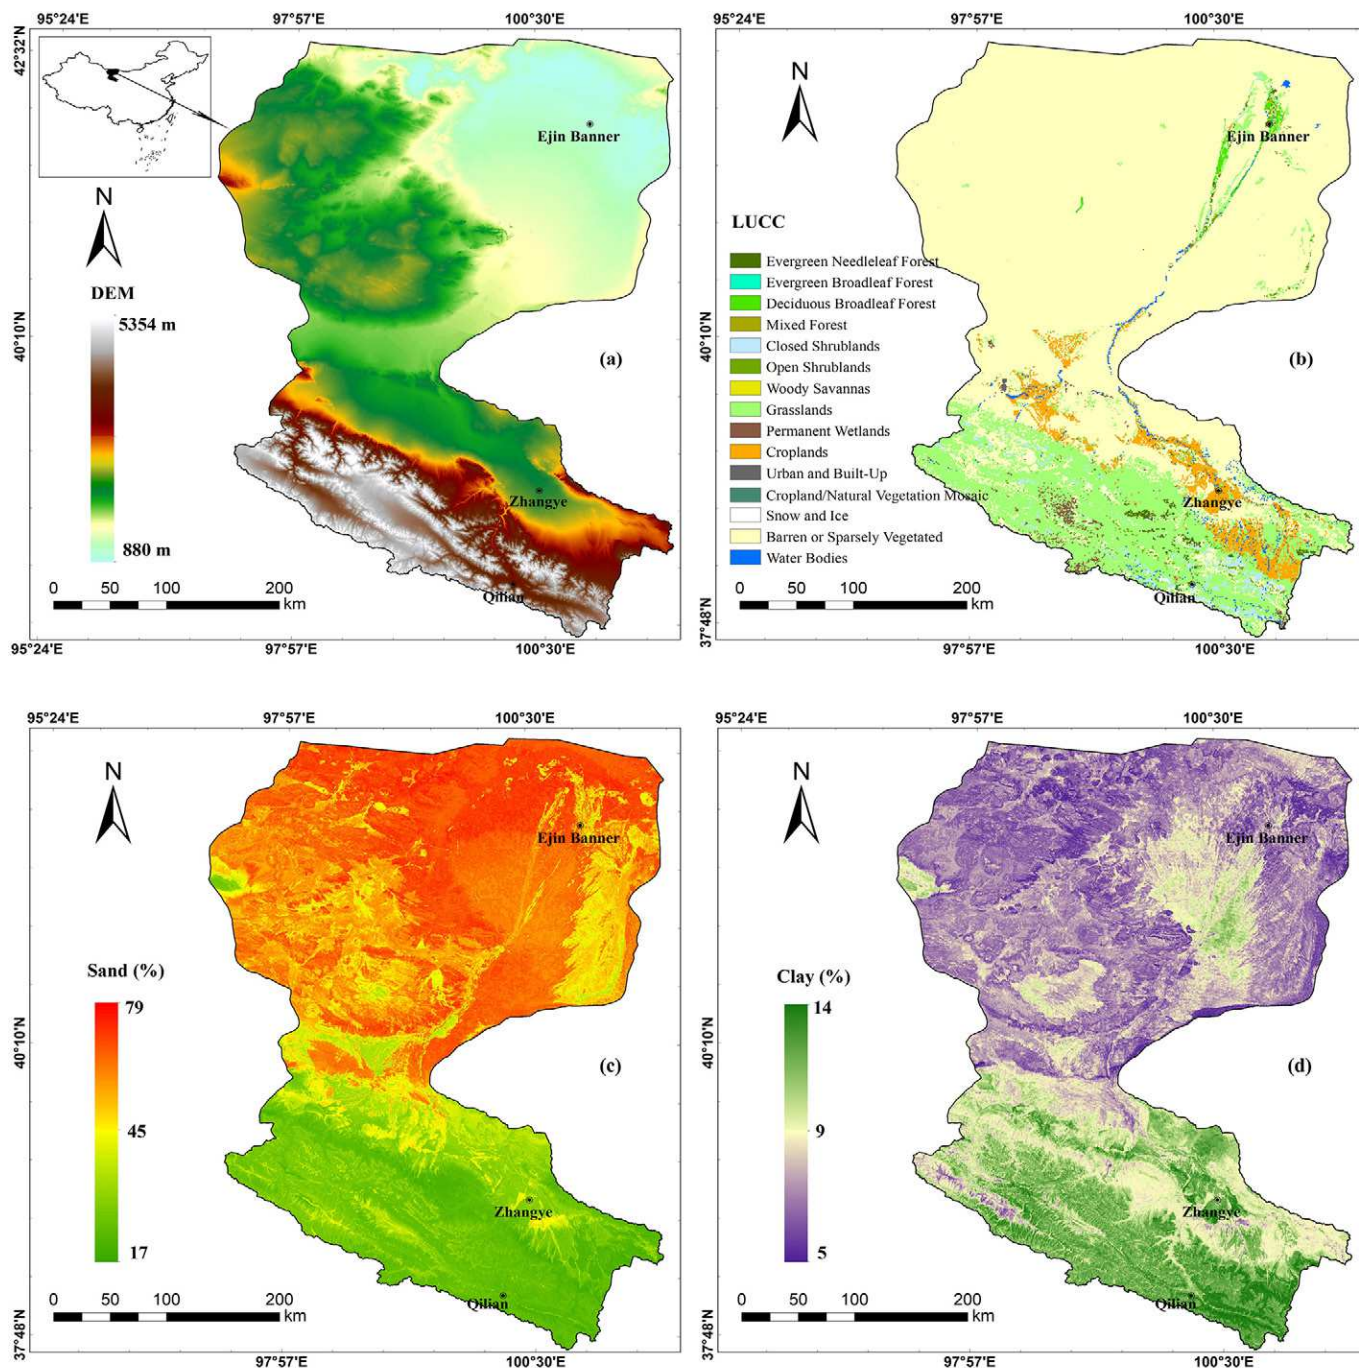 95°24'E 97°57'E 100°30'E
42°32'N
N
Ejin Banner
DEM
5354 m
880 m
40°10'N
(a)
Zhangye
Qilian
0 50 100 200
km
95°24'E 97°57'E 100°30'E
95°24'E 97°57'E 100°30'E
N
Ejin Banner
LUCC
Evergreen Needleleaf Forest
Evergreen Broadleaf Forest
Deciduous Broadleaf Forest
Mixed Forest
Closed Shrublands
Open Shrublands
Woody Savannas
Grasslands
Permanent Wetlands
Croplands
Urban and Built-Up
Cropland/Natural Vegetation Mosaic
Snow and Ice
Barren or Sparsely Vegetated
Water Bodies
40°10'N
(b)
Zhangye
Qilian
0 50 100 200
km
37°48'N
97°57'E 100°30'E
95°24'E 97°57'E 100°30'E
N
Ejin Banner
Sand (%)
79
45
17
40°10'N
(c)
Zhangye
Qilian
0 50 100 200
km
37°48'N
97°57'E 100°30'E
95°24'E 97°57'E 100°30'E
N
Ejin Banner
Clay (%)
14
9
5
40°10'N
(d)
Zhangye
Qilian
0 50 100 200
km
37°48'N
97°57'E 100°30'E